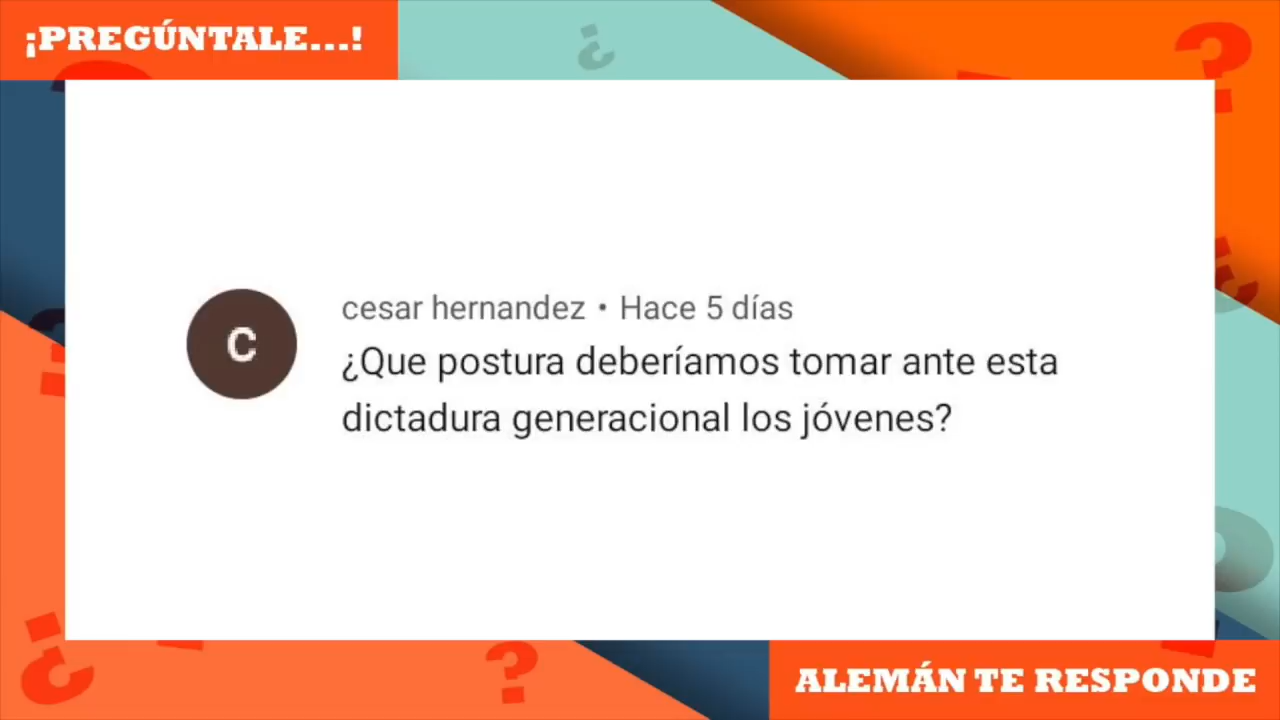 ¡PREGÚNTALE...!
C
cesar hernandez • Hace 5 días
¿Que postura deberíamos tomar ante esta
dictadura generacional los jóvenes?
ALEMÁN TE RESPONDE